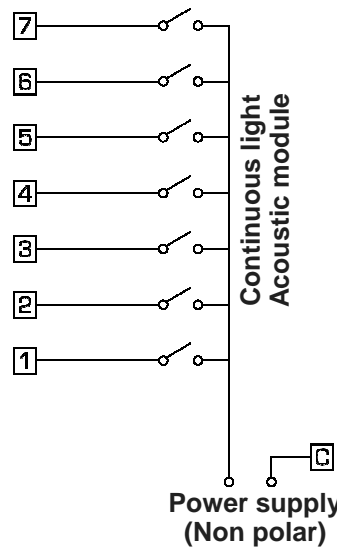 7
6
5
4
3
2
1
Continuous light
Acoustic module
C
Power supply
(Non polar)